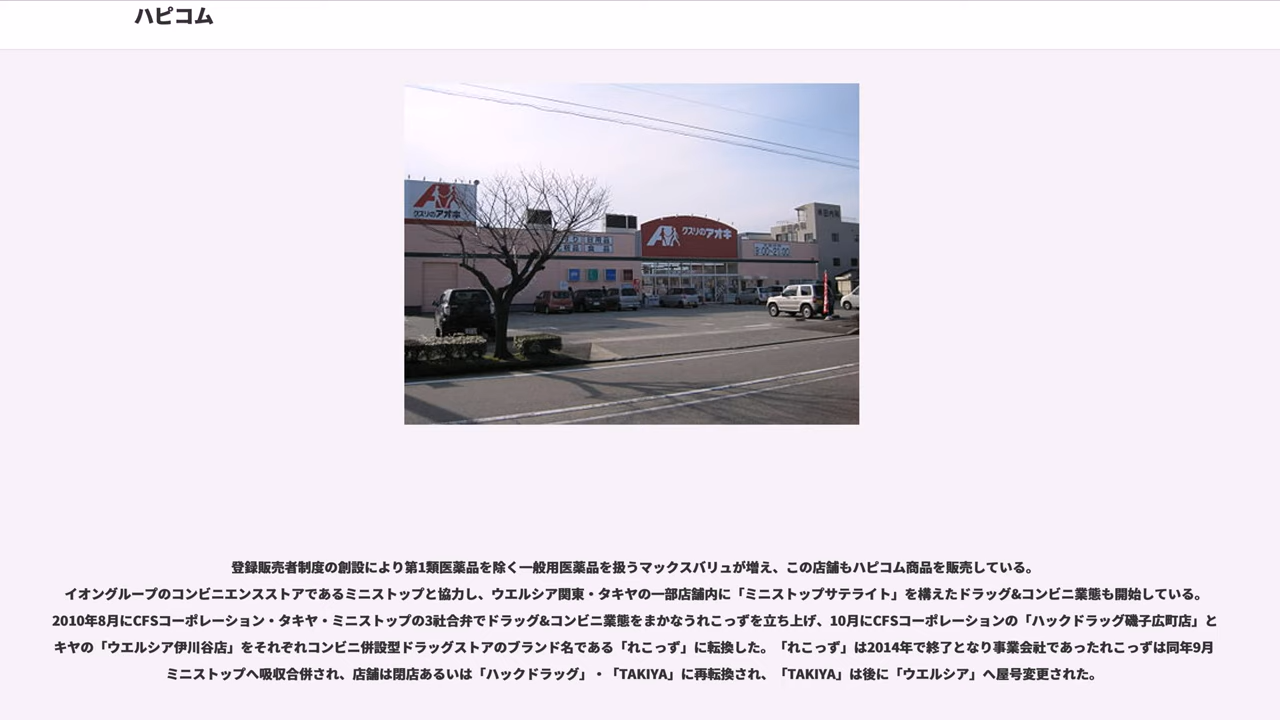 ハピコム
クスリのアオキ
クスリのアオキ
日用品
食品
9:00-21:00
登録販売者制度の創設により第1類医薬品を除く一般用医薬品を扱うマックスバリュが増え、この店舗もハピコム商品を販売している。
イオングループのコンビニエンスストアであるミニストップと協力し、ウエルシア関東・タキヤの一部店舗内に「ミニストップサテライト」を構えたドラッグ&コンビニ業態も開始している。
2010年8月にCFSコーポレーション・タキヤ・ミニストップの3社合弁でドラッグ&コンビニ業態をまかなうれこっずを立ち上げ、10月にCFSコーポレーションの「ハックドラッグ磯子広町店」と
キヤの「ウエルシア伊川谷店」をそれぞれコンビニ併設型ドラッグストアのブランド名である「れこっず」に転換した。「れこっず」は2014年で終了となり事業会社であったれこっずは同年9月
ミニストップへ吸収合併され、店舗は閉店あるいは「ハックドラッグ」・「TAKIYA」に再転換され、「TAKIYA」は後に「ウエルシア」へ屋号変更された。